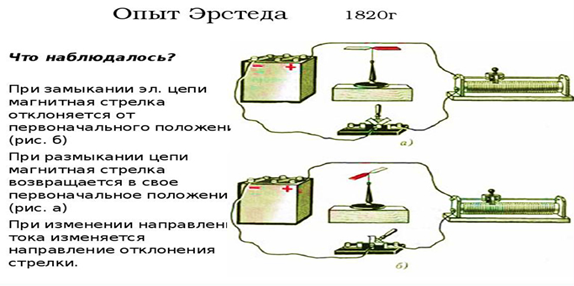 Опыт Эрстеда 1820г
Что наблюдалось?
При замыкании эл. цепи
магнитная стрелка
отклоняется от
первоначального положени
(рис. б)
При размыкании цепи
магнитная стрелка
возвращается в свое
первоначальное положени
(рис. а)
При изменении направлен
тока изменяется
направление отклонения
стрелки.
− +
а)
− +
б)